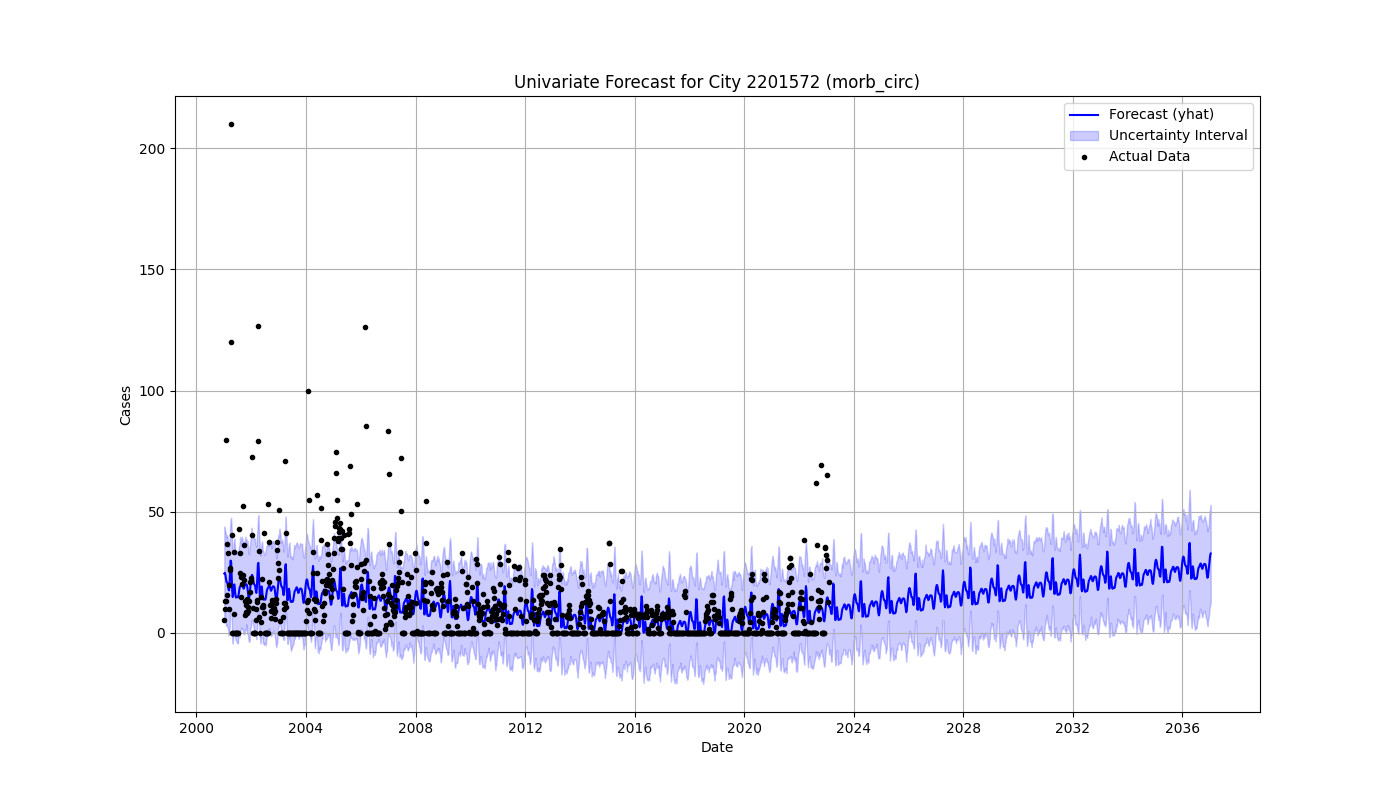 Univariate Forecast for City 2201572 (morb_circ)
Forecast (yhat)
Uncertainty Interval
Actual Data
Cases
200
150
100
50
0
2000 2004 2008 2012 2016 2020 2024 2028 2032 2036
Date